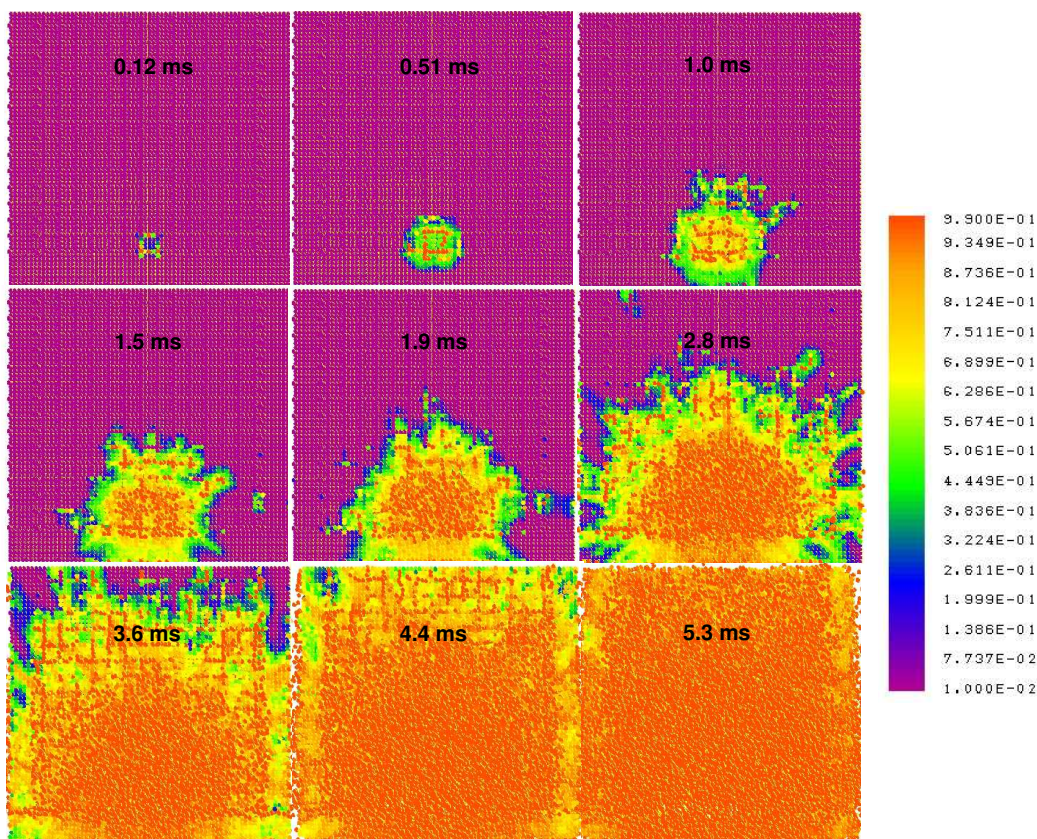 0.12 ms
0.51 ms
1.0 ms
1.5 ms
1.9 ms
2.8 ms
3.6 ms
4.4 ms
5.3 ms
9.900E-01
9.349E-01
8.736E-01
8.124E-01
7.511E-01
6.899E-01
6.286E-01
5.674E-01
5.061E-01
4.449E-01
3.836E-01
3.224E-01
2.611E-01
1.999E-01
1.386E-01
7.737E-02
1.000E-02